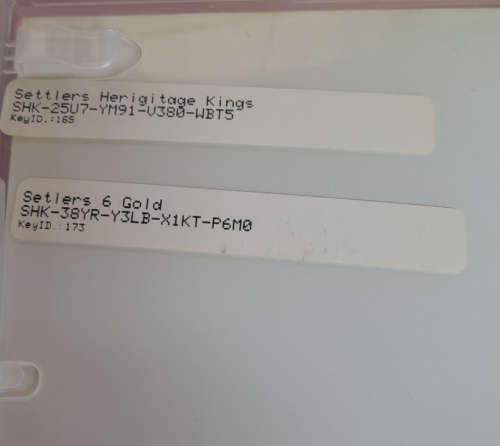 Settlers Herigitage Kings
SHK-25U7-YM91-V380-WBT5
KeyID.:165
Setlers 6 Gold
SHK-38YR-Y3LB-X1KT-P6M0
KeyID.:173